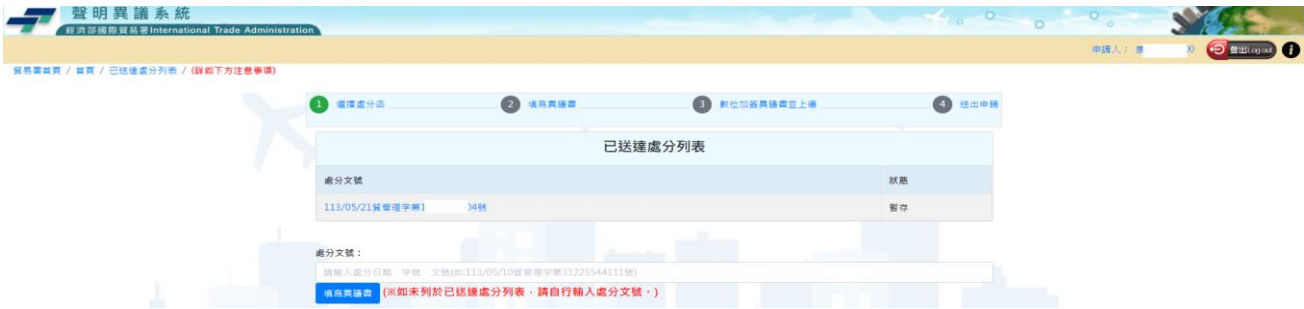 聲明異議系統
經濟部國際貿易署International Trade Administration
申請人：
登出Log out
貿易署首頁 / 首頁 / 已送達處分列表 / (詳如下方注意事項)
1 選擇處分函
2 填寫異議書
3 數位加簽異議書並上傳
4 送出申請
已送達處分列表
處分文號 狀態
113/05/21貿管理字第 04號 暫存
處分文號：
請輸入處分日期、字號、文號(如:113/05/10貿管理字第33225544111號)
填寫異議書 (※如未列於已送達處分列表，請自行輸入處分文號。)